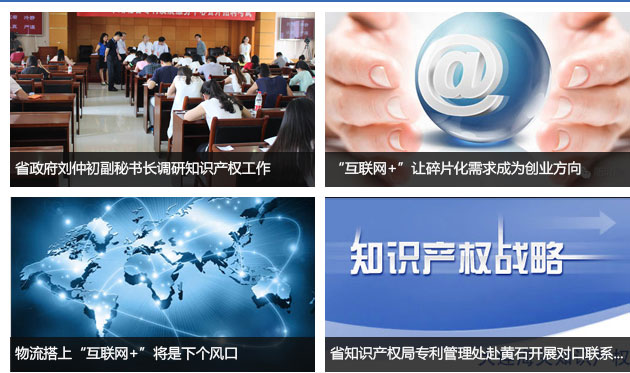 省政府刘仲初副秘书长调研知识产权工作
“互联网+”让碎片化需求成为创业方向
@
物流搭上“互联网+”将是下个风口
知识产权战略
省知识产权局专利管理处赴黄石开展对口联系...